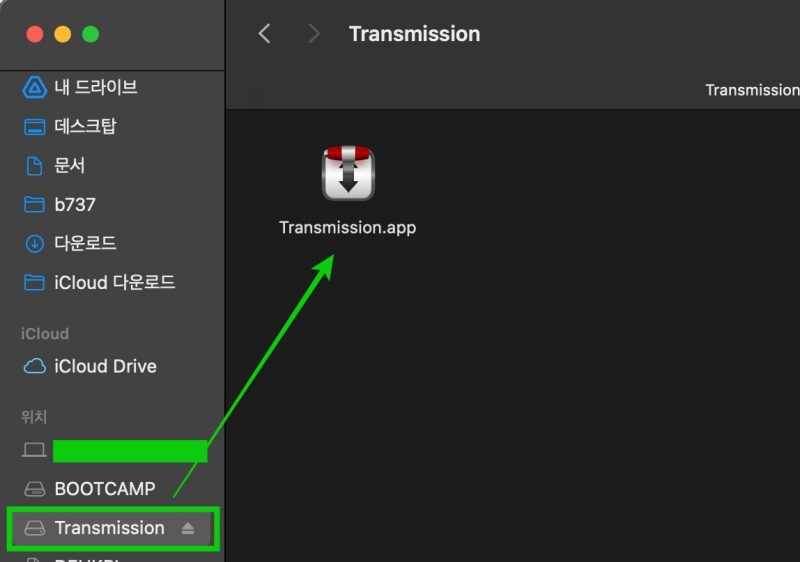 Transmission
Transmission
내 드라이브
데스크탑
문서
b737
다운로드
iCloud 다운로드
iCloud
iCloud Drive
위치
BOOTCAMP
Transmission
Transmission.app